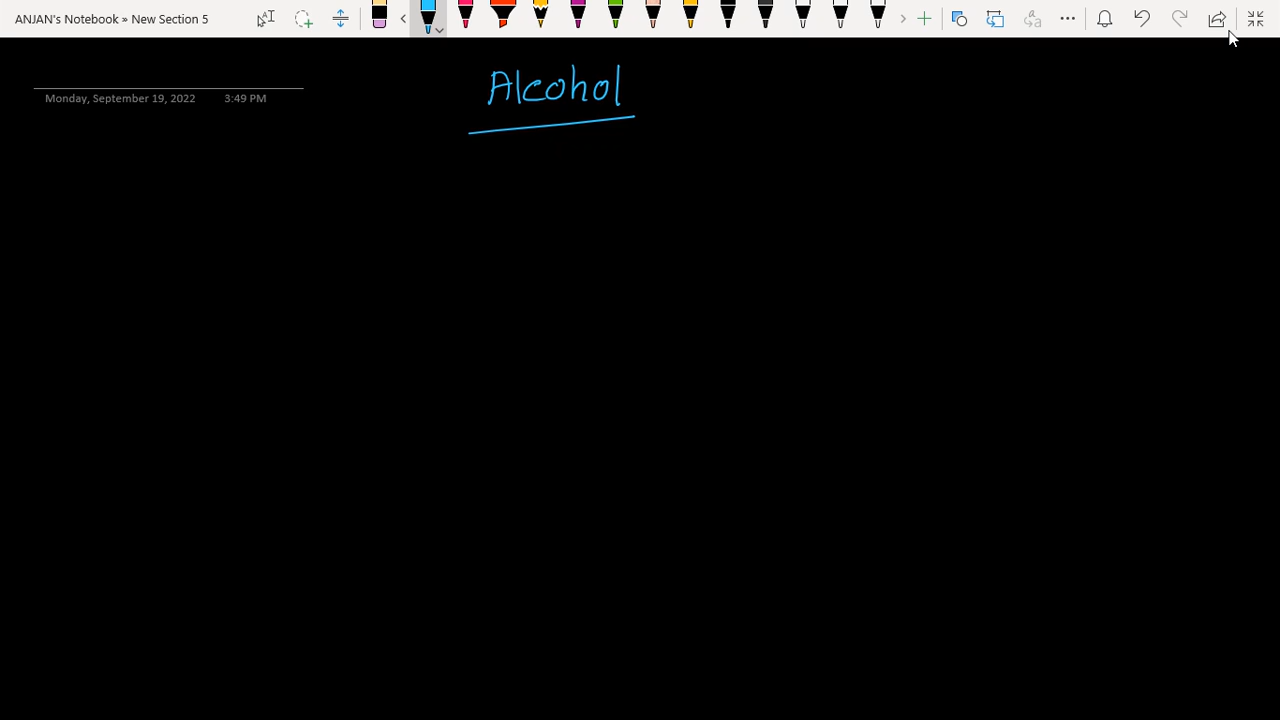 ANJAN's Notebook » New Section 5
Alcohol
Monday, September 19, 2022 3:49 PM